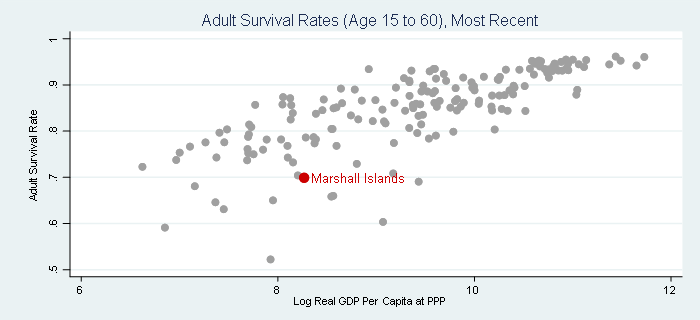 Adult Survival Rates (Age 15 to 60), Most Recent
Adult Survival Rate
1
.9
.8
.7
.6
.5
Marshall Islands
6
8
10
12
Log Real GDP Per Capita at PPP